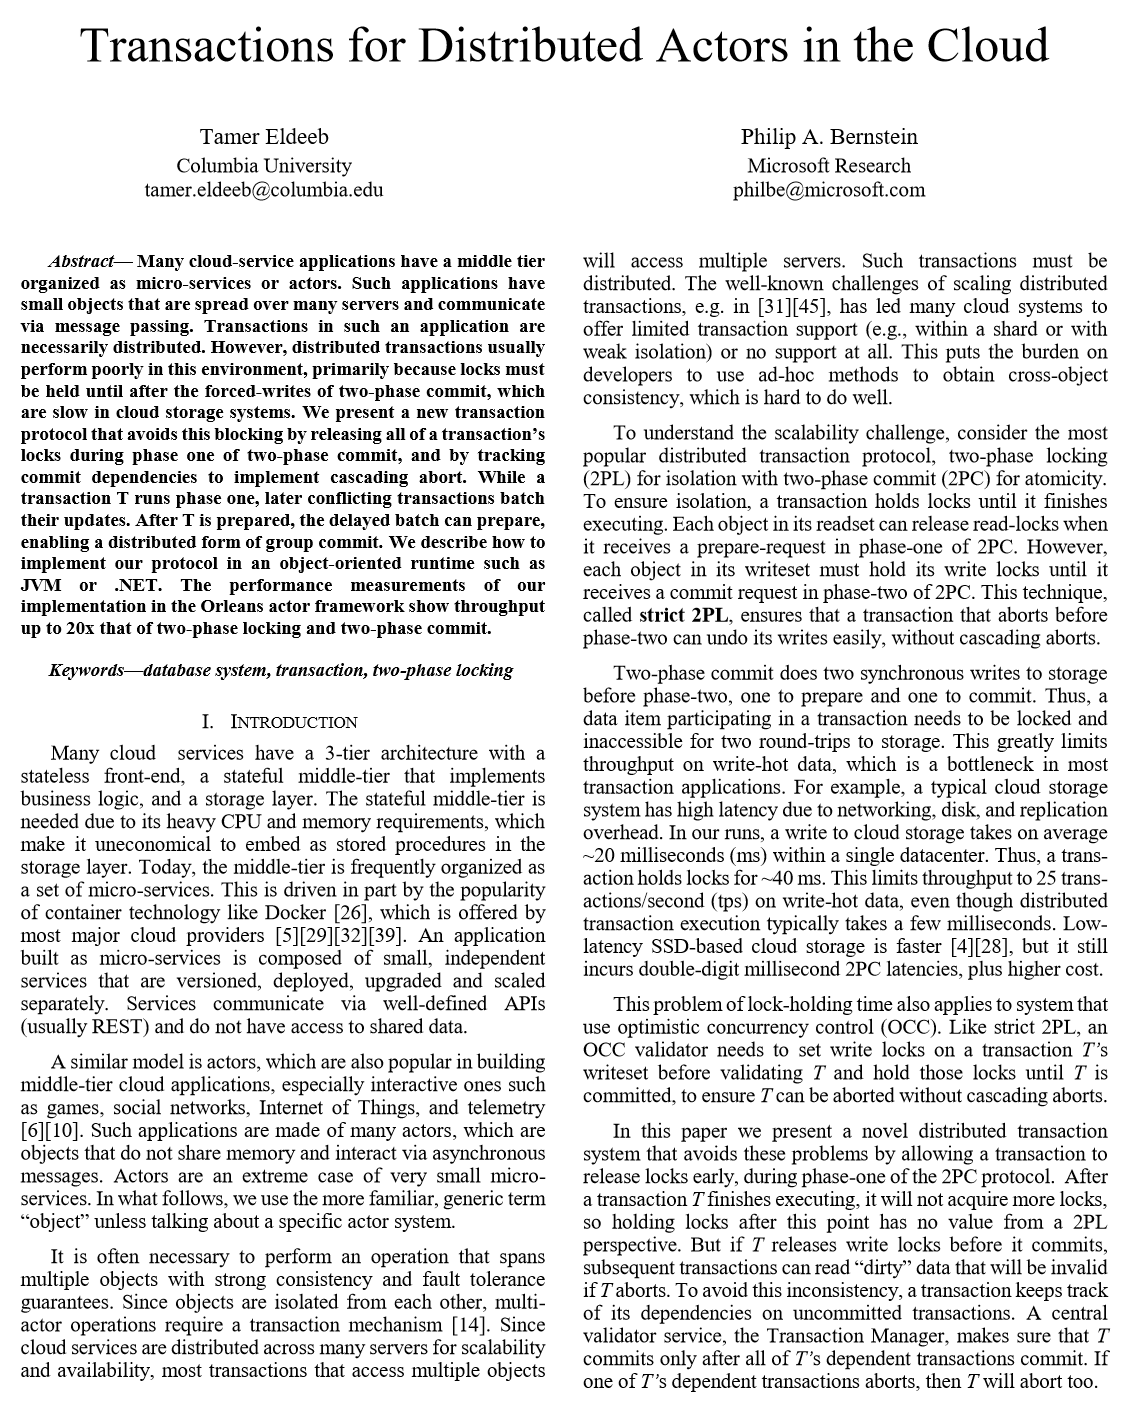 Transactions for Distributed Actors in the Cloud
Tamer Eldeeb
Columbia University
tamer.eldeeb@columbia.edu
Philip A. Bernstein
Microsoft Research
philbe@microsoft.com
Abstract— Many cloud-service applications have a middle tier
organized as micro-services or actors. Such applications have
small objects that are spread over many servers and communicate
via message passing. Transactions in such an application are
necessarily distributed. However, distributed transactions usually
perform poorly in this environment, primarily because locks must
be held until after the forced-writes of two-phase commit, which
are slow in cloud storage systems. We present a new transaction
protocol that avoids this blocking by releasing all of a transaction’s
locks during phase one of two-phase commit, and by tracking
commit dependencies to implement cascading abort. While a
transaction T runs phase one, later conflicting transactions batch
their updates. After T is prepared, the delayed batch can prepare,
enabling a distributed form of group commit. We describe how to
implement our protocol in an object-oriented runtime such as
JVM or .NET. The performance measurements of our
implementation in the Orleans actor framework show throughput
up to 20x that of two-phase locking and two-phase commit.
Keywords—database system, transaction, two-phase locking
I. INTRODUCTION
Many cloud services have a 3-tier architecture with a
stateless front-end, a stateful middle-tier that implements
business logic, and a storage layer. The stateful middle-tier is
needed due to its heavy CPU and memory requirements, which
make it uneconomical to embed as stored procedures in the
storage layer. Today, the middle-tier is frequently organized as
a set of micro-services. This is driven in part by the popularity
of container technology like Docker [26], which is offered by
most major cloud providers [5][29][32][39]. An application
built as micro-services is composed of small, independent
services that are versioned, deployed, upgraded and scaled
separately. Services communicate via well-defined APIs
(usually REST) and do not have access to shared data.
A similar model is actors, which are also popular in building
middle-tier cloud applications, especially interactive ones such
as games, social networks, Internet of Things, and telemetry
[6][10]. Such applications are made of many actors, which are
objects that do not share memory and interact via asynchronous
messages. Actors are an extreme case of very small micro-
services. In what follows, we use the more familiar, generic term
“object” unless talking about a specific actor system.
It is often necessary to perform an operation that spans
multiple objects with strong consistency and fault tolerance
guarantees. Since objects are isolated from each other, multi-
actor operations require a transaction mechanism [14]. Since
cloud services are distributed across many servers for scalability
and availability, most transactions that access multiple objects
will access multiple servers. Such transactions must be
distributed. The well-known challenges of scaling distributed
transactions, e.g. in [31][45], has led many cloud systems to
offer limited transaction support (e.g., within a shard or with
weak isolation) or no support at all. This puts the burden on
developers to use ad-hoc methods to obtain cross-object
consistency, which is hard to do well.
To understand the scalability challenge, consider the most
popular distributed transaction protocol, two-phase locking
(2PL) for isolation with two-phase commit (2PC) for atomicity.
To ensure isolation, a transaction holds locks until it finishes
executing. Each object in its readset can release read-locks when
it receives a prepare-request in phase-one of 2PC. However,
each object in its writeset must hold its write locks until it
receives a commit request in phase-two of 2PC. This technique,
called strict 2PL, ensures that a transaction that aborts before
phase-two can undo its writes easily, without cascading aborts.
Two-phase commit does two synchronous writes to storage
before phase-two, one to prepare and one to commit. Thus, a
data item participating in a transaction needs to be locked and
inaccessible for two round-trips to storage. This greatly limits
throughput on write-hot data, which is a bottleneck in most
transaction applications. For example, a typical cloud storage
system has high latency due to networking, disk, and replication
overhead. In our runs, a write to cloud storage takes on average
~20 milliseconds (ms) within a single datacenter. Thus, a trans-
action holds locks for ~40 ms. This limits throughput to 25 trans-
actions/second (tps) on write-hot data, even though distributed
transaction execution typically takes a few milliseconds. Low-
latency SSD-based cloud storage is faster [4][28], but it still
incurs double-digit millisecond 2PC latencies, plus higher cost.
This problem of lock-holding time also applies to system that
use optimistic concurrency control (OCC). Like strict 2PL, an
OCC validator needs to set write locks on a transaction T’s
writeset before validating T and hold those locks until T is
committed, to ensure T can be aborted without cascading aborts.
In this paper we present a novel distributed transaction
system that avoids these problems by allowing a transaction to
release locks early, during phase-one of the 2PC protocol. After
a transaction T finishes executing, it will not acquire more locks,
so holding locks after this point has no value from a 2PL
perspective. But if T releases write locks before it commits,
subsequent transactions can read “dirty” data that will be invalid
if T aborts. To avoid this inconsistency, a transaction keeps track
of its dependencies on uncommitted transactions. A central
validator service, the Transaction Manager, makes sure that T
commits only after all of T’s dependent transactions commit. If
one of T’s dependent transactions aborts, then T will abort too.